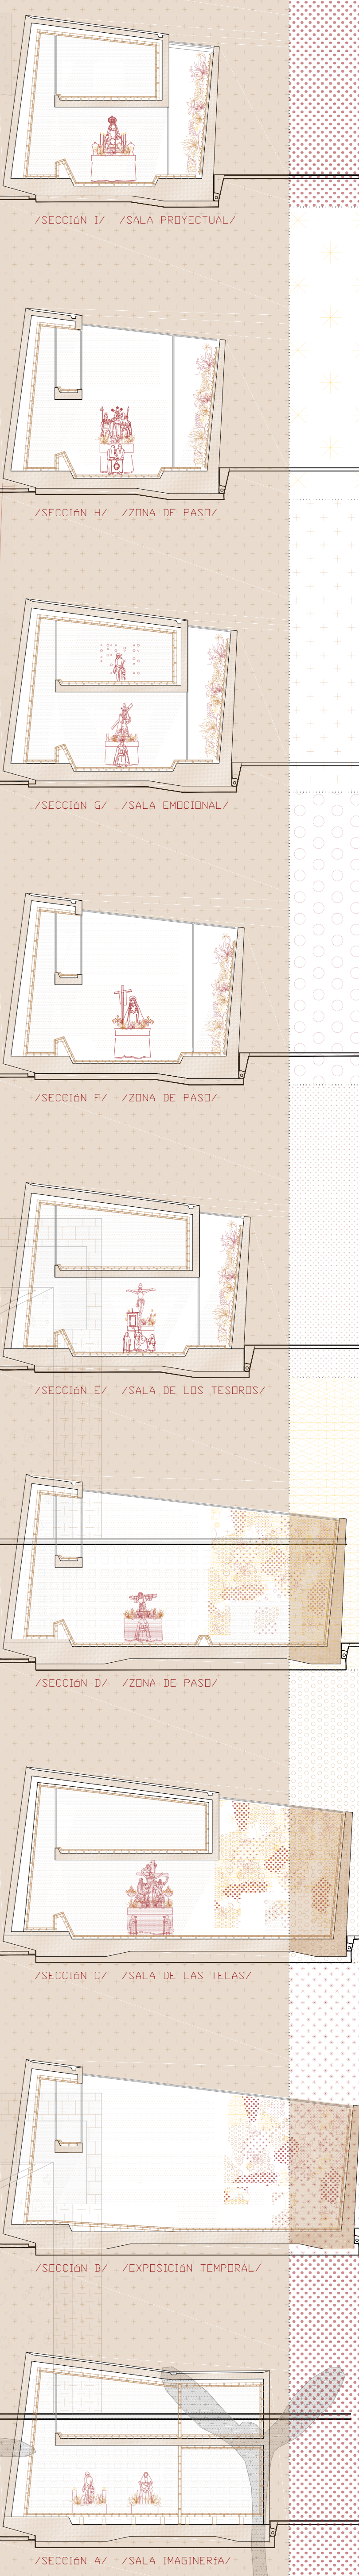 /SECCIÓN I/ /SALA PROYECTUAL/
/SECCIÓN H/ /ZONA DE PASO/
/SECCIÓN G/ /SALA EMOCIONAL/
/SECCIÓN F/ /ZONA DE PASO/
/SECCIÓN E/ /SALA DE LOS TESOROS/
/SECCIÓN D/ /ZONA DE PASO/
/SECCIÓN C/ /SALA DE LAS TELAS/
/SECCIÓN B/ /EXPOSICIÓN TEMPORAL/
/SECCIÓN A/ /SALA IMAGINERÍA/